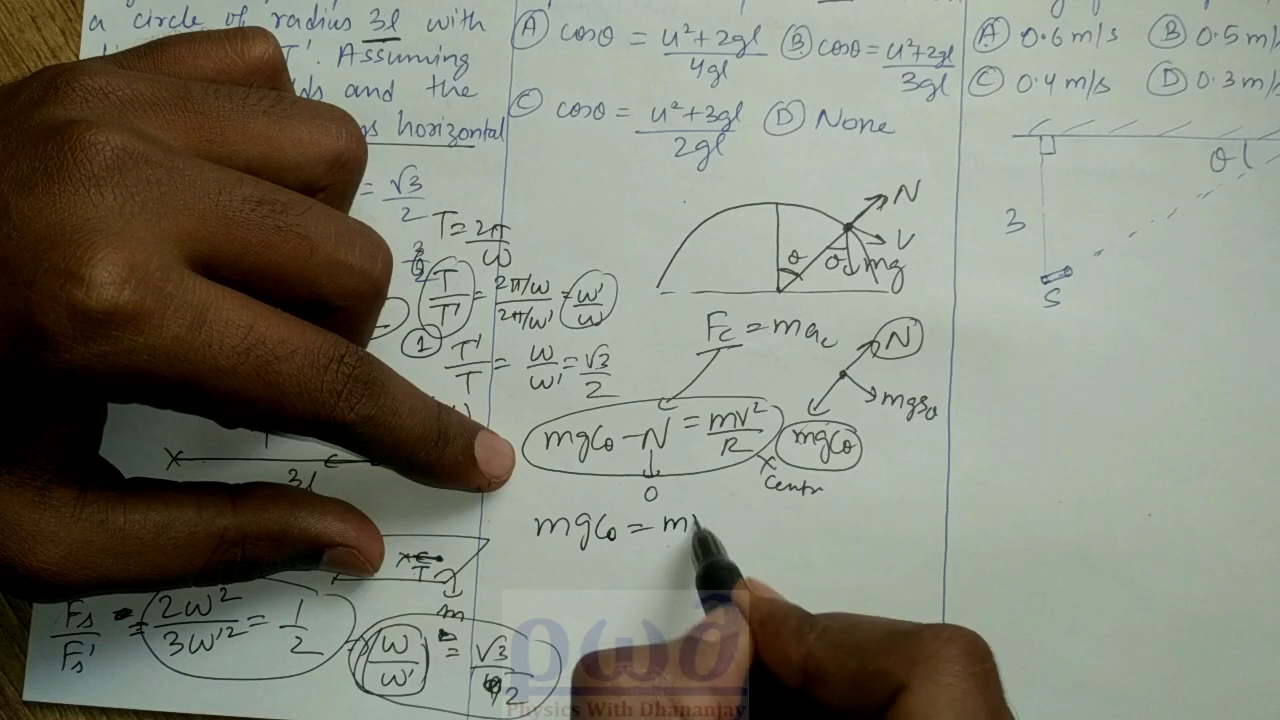 a circle of radius 3l with
T'. Assuming
and the
horizontal
= √3/2
T = 2π/ω
T/T' = 2π/ω / 2π/ω' = ω'/ω
1
T'/T = ω/ω' = √3/2
3l
m
Fs/Fs' = 2ω²/3ω'² = 1/2
ω/ω' = √3/2
A cosθ = u²+2gl/4gl B cosθ = u²+2gl/3gl
C cosθ = u²+3gl/2gl D None
N
V
θ θ mg
Fc = mac
N
mgsθ
mgcθ - N = mv²/R mgcθ
Centr
0
mgcθ = m
A 0.6 m/s B 0.5 m/
C 0.4 m/s D 0.3 m/
θ
3
S
ρωδ
Physics With Dhananjay